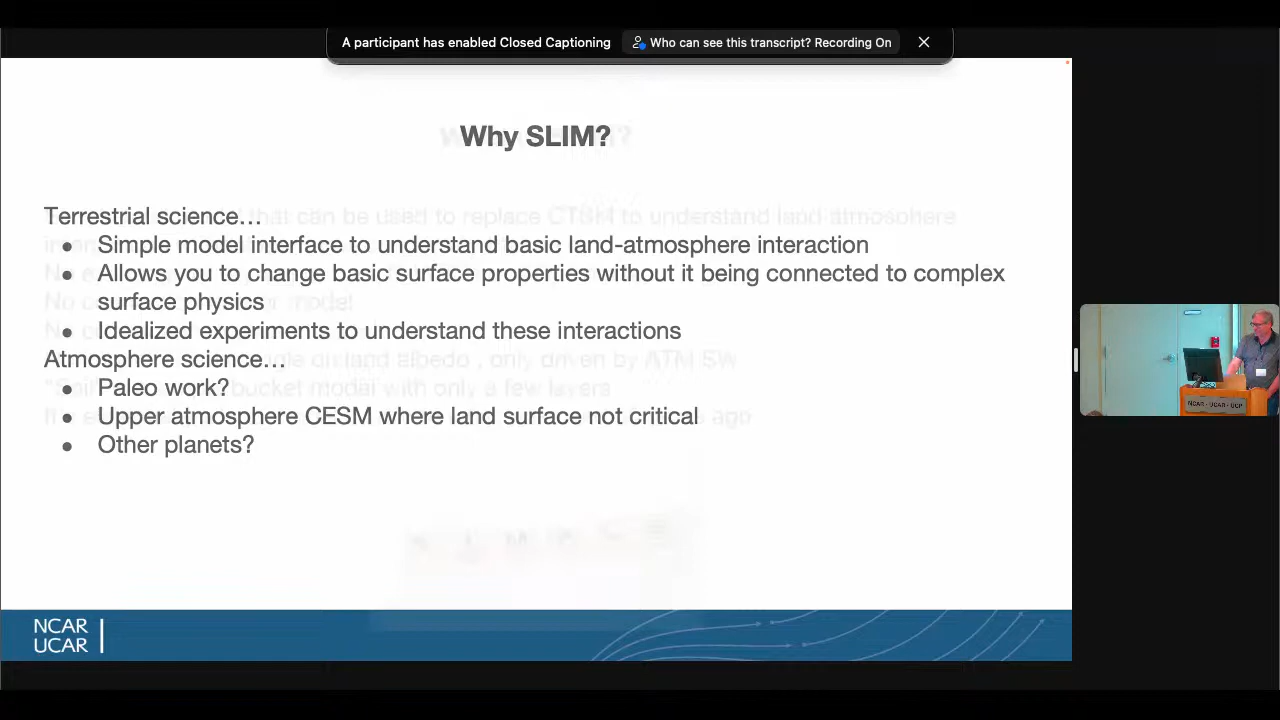 A participant has enabled Closed Captioning
Who can see this transcript? Recording On
Why SLIM?
Terrestrial science…
● Simple model interface to understand basic land-atmosphere interaction
● Allows you to change basic surface properties without it being connected to complex
surface physics
● Idealized experiments to understand these interactions
Atmosphere science…
● Paleo work?
● Upper atmosphere CESM where land surface not critical
● Other planets?
NCAR
UCAR
NCAR - UCAR - UCP